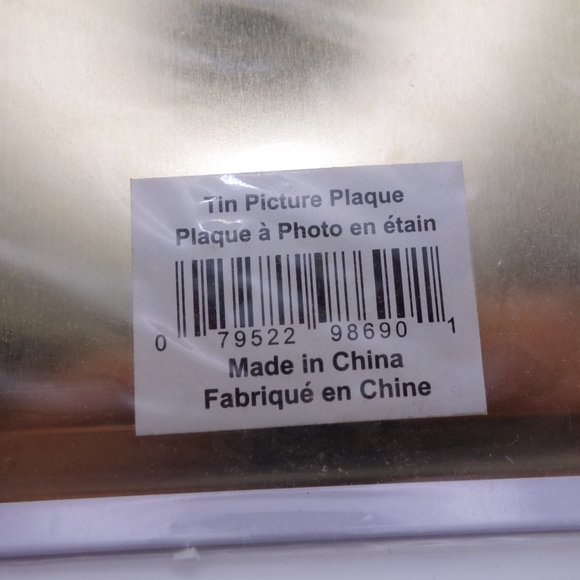 Tin Picture Plaque
Plaque à Photo en étain
0 79522 98690 1
Made in China
Fabriqué en Chine